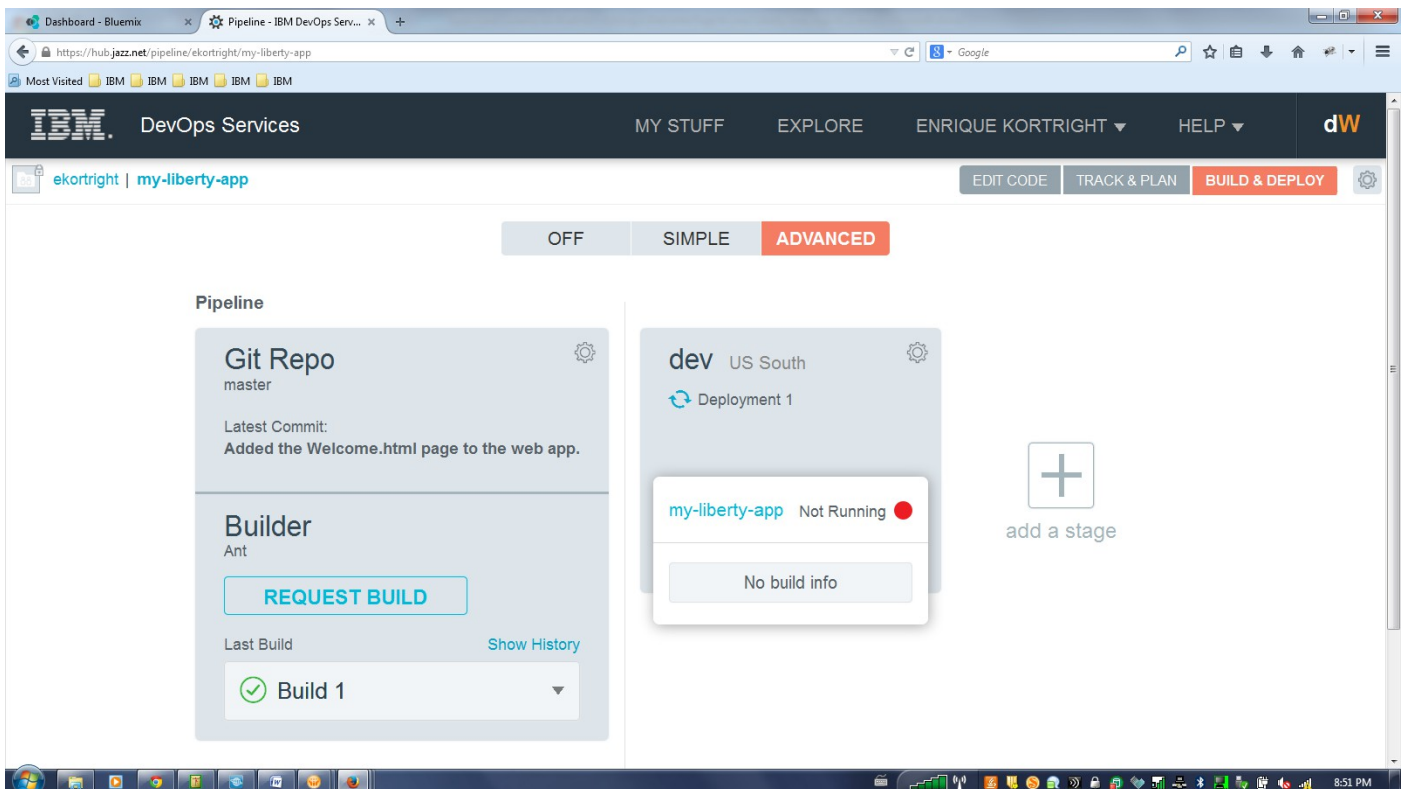 Dashboard - Bluemix
Pipeline - IBM DevOps Serv...
https://hub.jazz.net/pipeline/ekortright/my-liberty-app
Google
Most Visited IBM IBM IBM IBM IBM
IBM. DevOps Services MY STUFF EXPLORE ENRIQUE KORTRIGHT HELP dW
ekortright | my-liberty-app EDIT CODE TRACK & PLAN BUILD & DEPLOY
OFF SIMPLE ADVANCED
Pipeline
Git Repo
master
Latest Commit:
Added the Welcome.html page to the web app.
Builder
Ant
REQUEST BUILD
Last Build Show History
Build 1
dev US South
Deployment 1
my-liberty-app Not Running
No build info
add a stage
8:51 PM